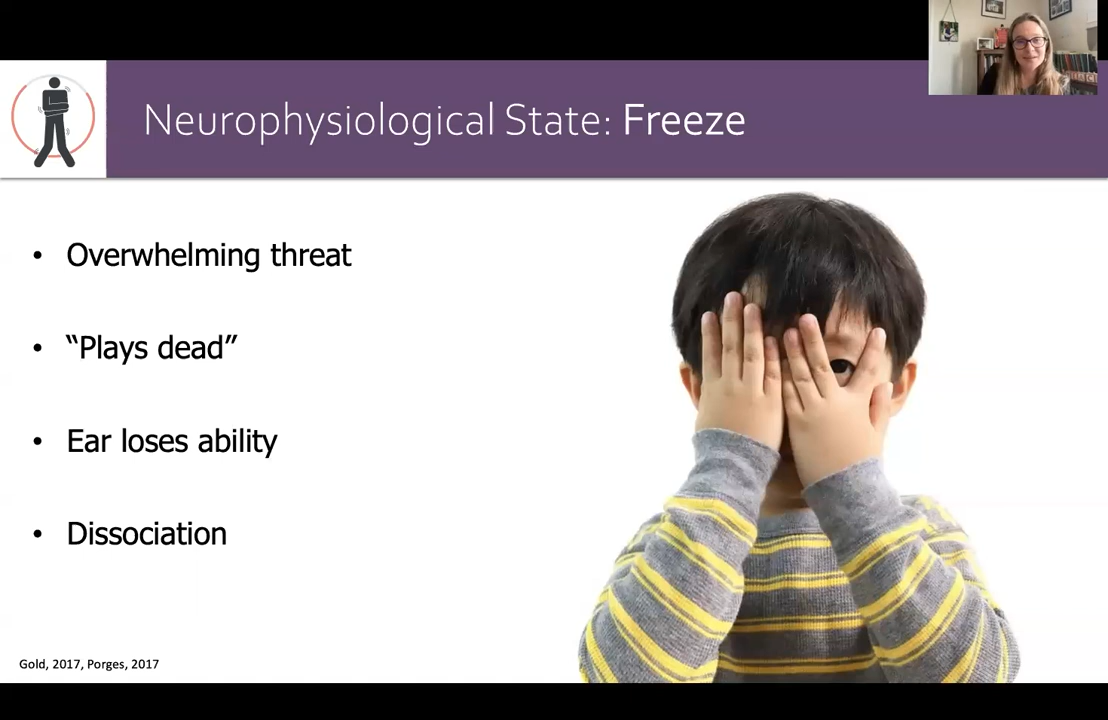 Neurophysiological State: Freeze
• Overwhelming threat
• “Plays dead”
• Ear loses ability
• Dissociation
Gold, 2017, Porges, 2017